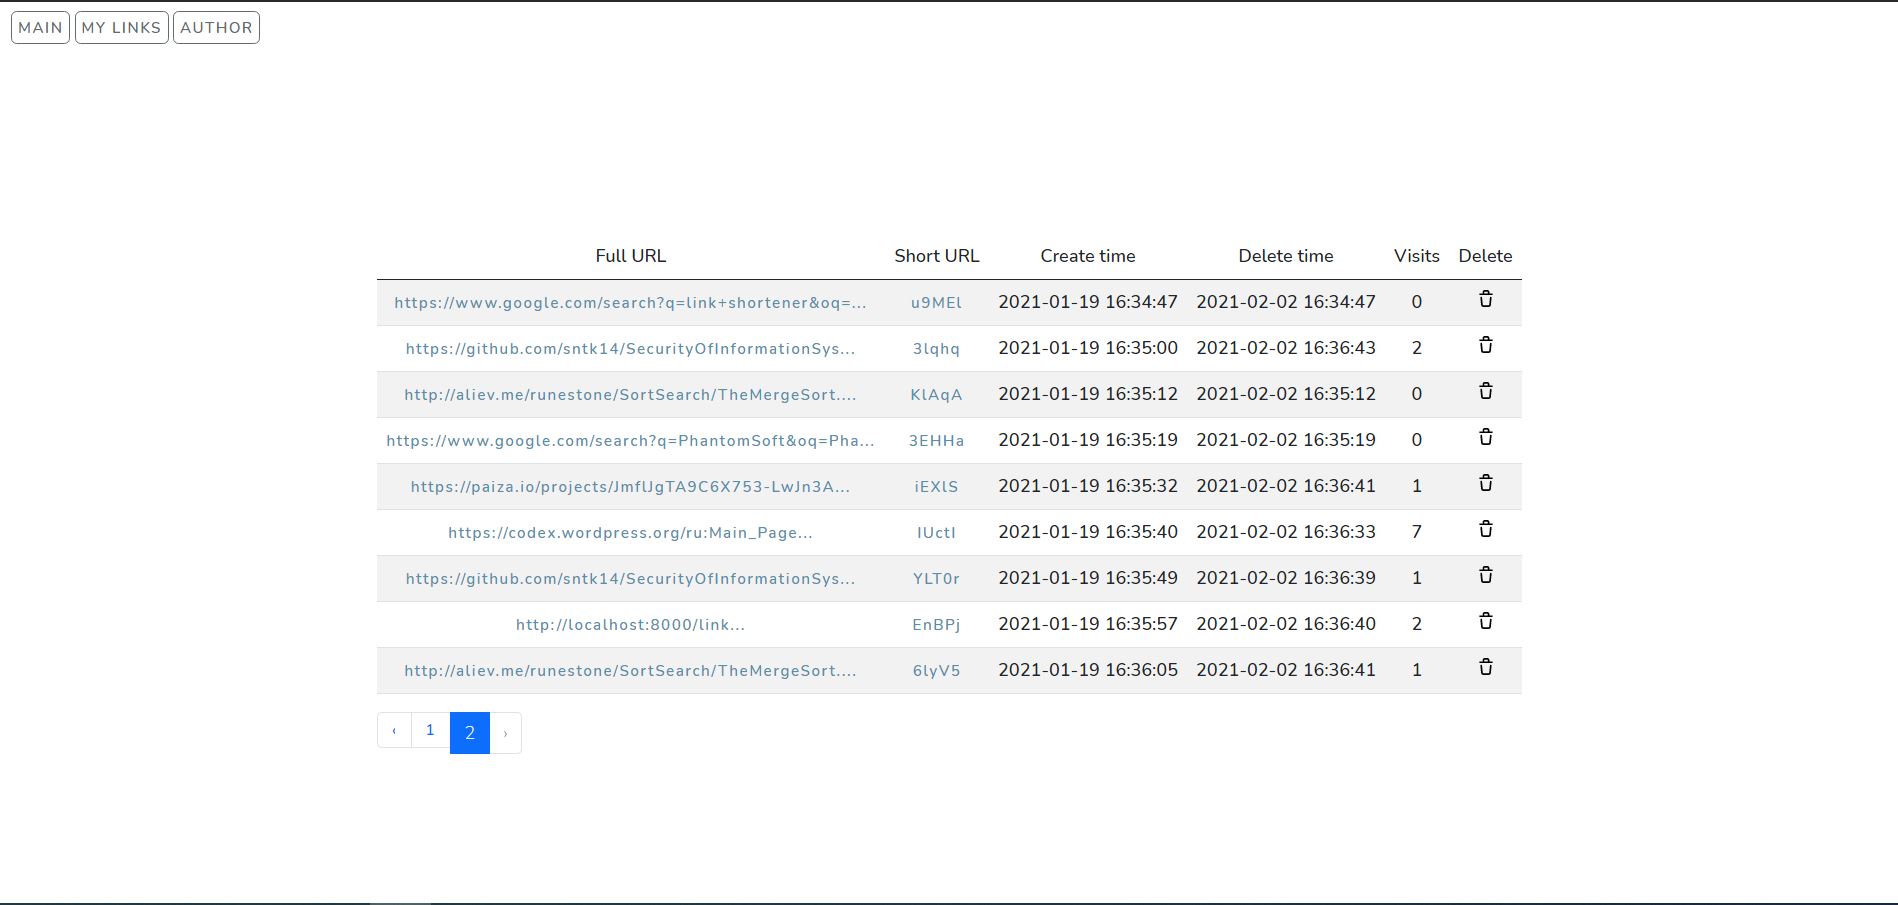 MAIN MY LINKS AUTHOR
Full URL Short URL Create time Delete time Visits Delete
https://www.google.com/search?q=link+shortener&oq=... u9MEl 2021-01-19 16:34:47 2021-02-02 16:34:47 0
https://github.com/sntk14/SecurityOfInformationSys... 3lqhq 2021-01-19 16:35:00 2021-02-02 16:36:43 2
http://aliev.me/runestone/SortSearch/TheMergeSort.... KlAqA 2021-01-19 16:35:12 2021-02-02 16:35:12 0
https://www.google.com/search?q=PhantomSoft&oq=Pha... 3EHHa 2021-01-19 16:35:19 2021-02-02 16:35:19 0
https://paiza.io/projects/JmflJgTA9C6X753-LwJn3A... iEXlS 2021-01-19 16:35:32 2021-02-02 16:36:41 1
https://codex.wordpress.org/ru:Main_Page... IUctI 2021-01-19 16:35:40 2021-02-02 16:36:33 7
https://github.com/sntk14/SecurityOfInformationSys... YLT0r 2021-01-19 16:35:49 2021-02-02 16:36:39 1
http://localhost:8000/link... EnBPj 2021-01-19 16:35:57 2021-02-02 16:36:40 2
http://aliev.me/runestone/SortSearch/TheMergeSort.... 6lyV5 2021-01-19 16:36:05 2021-02-02 16:36:41 1
‹ 1 2 ›